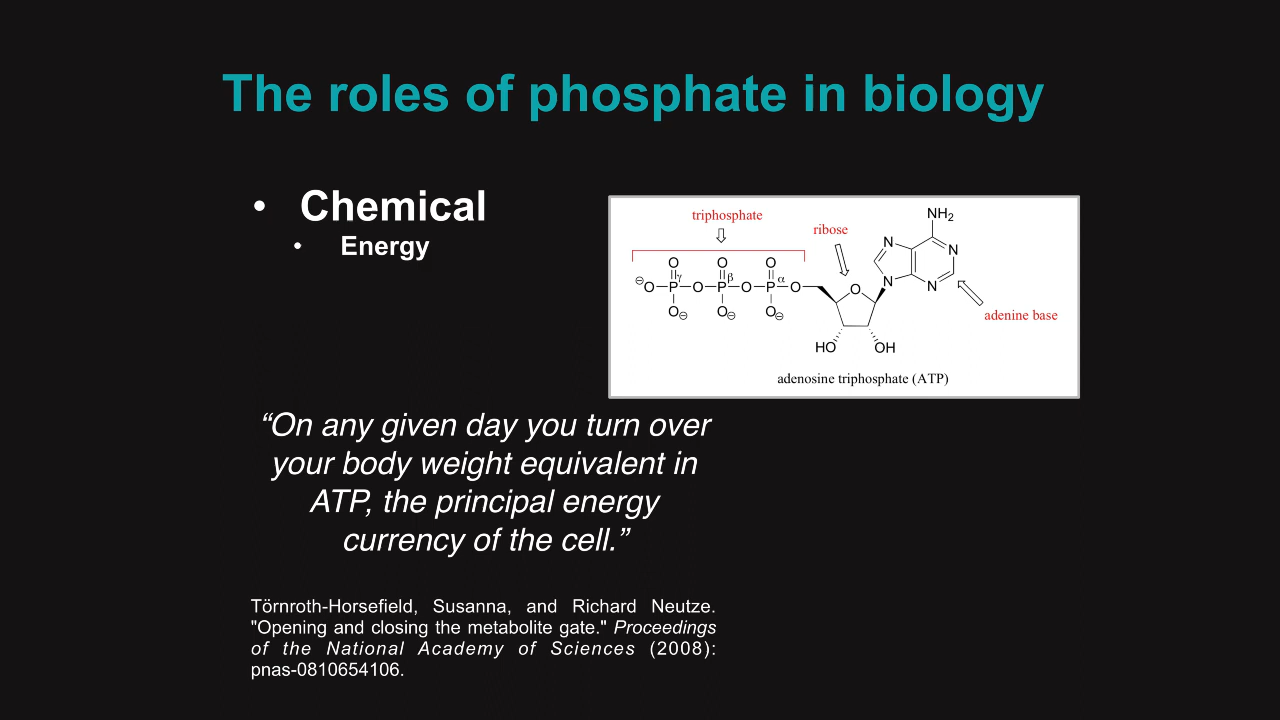 The roles of phosphate in biology
• Chemical
• Energy
triphosphate
ribose
NH2
N
N
N
N
O
O
O
γ
β
α
⊖O–P–O–P–O–P–O
O
O⊖
O⊖
O⊖
HO
OH
adenine base
adenosine triphosphate (ATP)
“On any given day you turn over
your body weight equivalent in
ATP, the principal energy
currency of the cell.”
Törnroth-Horsefield, Susanna, and Richard Neutze.
"Opening and closing the metabolite gate." Proceedings
of the National Academy of Sciences (2008):
pnas-0810654106.